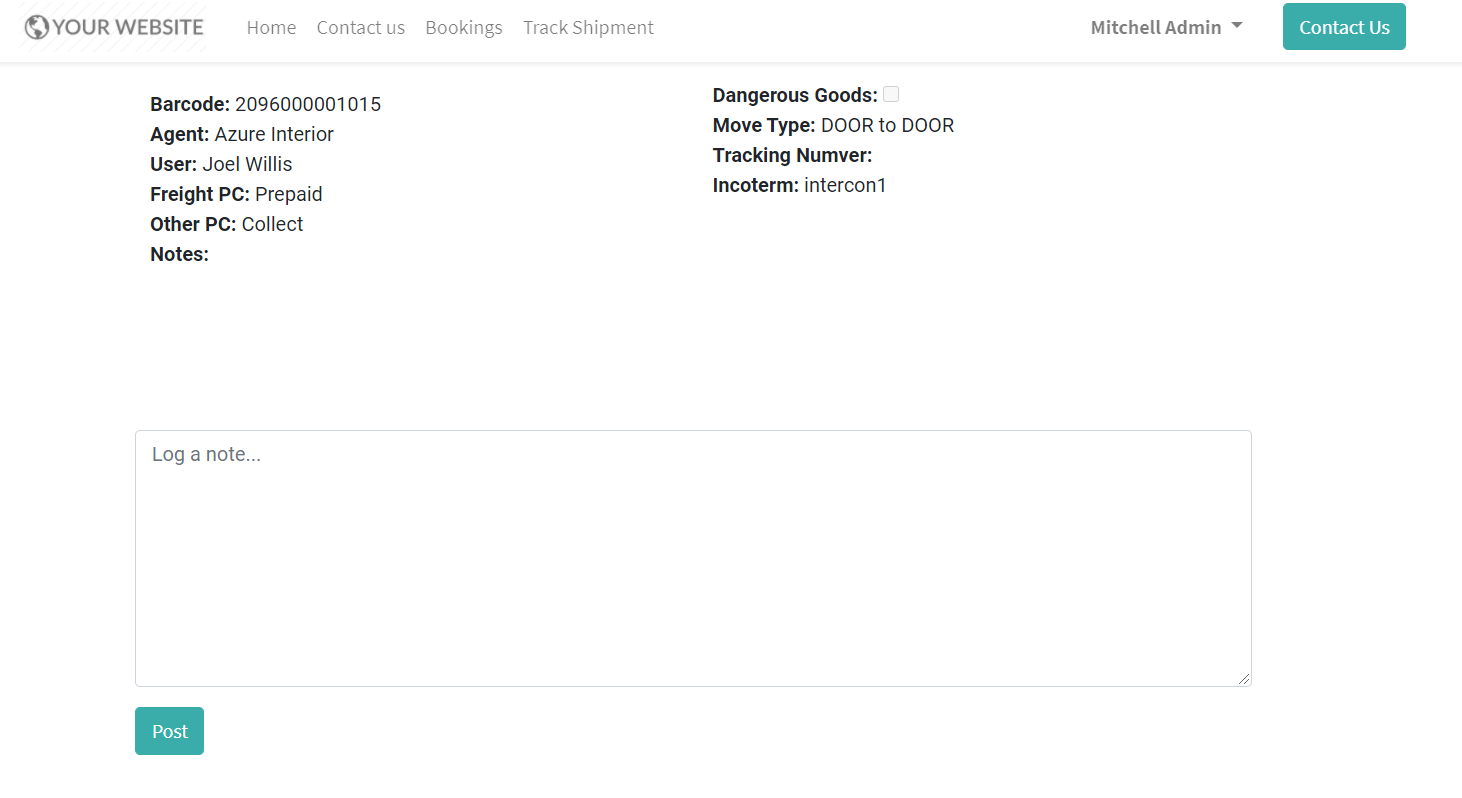 YOUR WEBSITE Home Contact us Bookings Track Shipment Mitchell Admin Contact Us
Barcode: 2096000001015
Agent: Azure Interior
User: Joel Willis
Freight PC: Prepaid
Other PC: Collect
Notes:
Dangerous Goods:
Move Type: DOOR to DOOR
Tracking Numver:
Incoterm: intercon1
Log a note...
Post